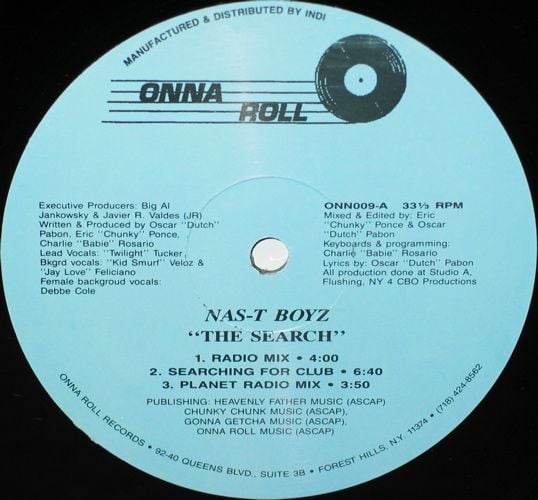 MANUFACTURED & DISTRIBUTED BY INDI
ONNA
ROLL
Executive Producers: Big Al
Jankowsky & Javier R. Valdes (JR)
Written & Produced by Oscar "Dutch"
Pabon, Eric "Chunky" Ponce,
Charlie "Babie" Rosario
Lead Vocals: "Twilight" Tucker
Bkgrd vocals: "Kid Smurf" Veloz &
"Jay Love" Feliciano
Female backgroud vocals:
Debbe Cole
ONN009-A 33⅓ RPM
Mixed & Edited by: Eric
"Chunky" Ponce & Oscar
"Dutch" Pabon
Keyboards & programming:
Charlie "Babie" Rosario
Lyrics by: Oscar "Dutch" Pabon
All production done at Studio A,
Flushing, NY 4 CBO Productions
NAS-T BOYZ
"THE SEARCH"
1. RADIO MIX • 4:00
2. SEARCHING FOR CLUB • 6:40
3. PLANET RADIO MIX • 3:50
PUBLISHING: HEAVENLY FATHER MUSIC (ASCAP)
CHUNKY CHUNK MUSIC (ASCAP),
GONNA GETCHA MUSIC (ASCAP),
ONNA ROLL MUSIC (ASCAP)
ONNA ROLL RECORDS • 92-40 QUEENS BLVD., SUITE 3B • FOREST HILLS, N.Y. 11374 • (718) 424-8562